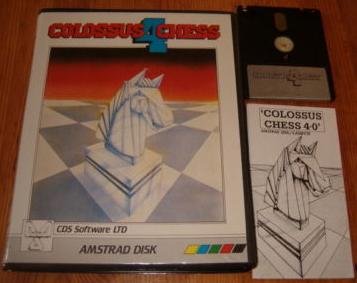 COLOSSUS 4 CHESS
CDS Software LTD
AMSTRAD DISK
'COLOSSUS
CHESS 4·0'